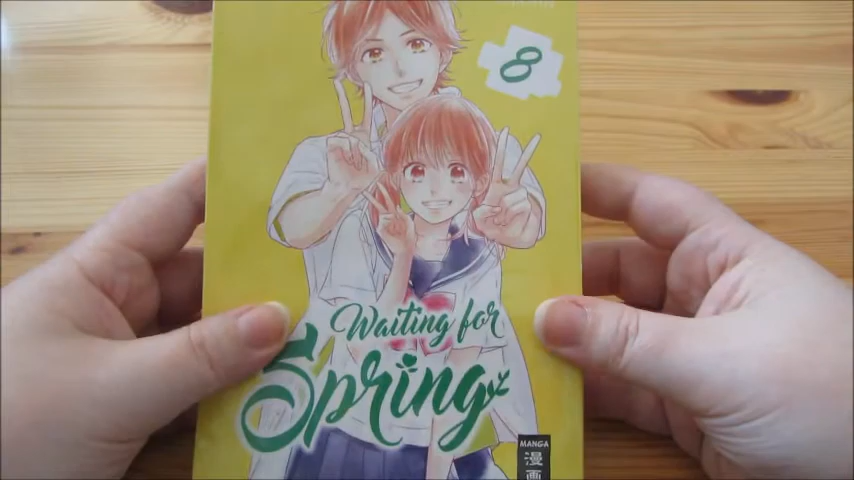 8
Waiting for
Spring
MANGA
漫
画